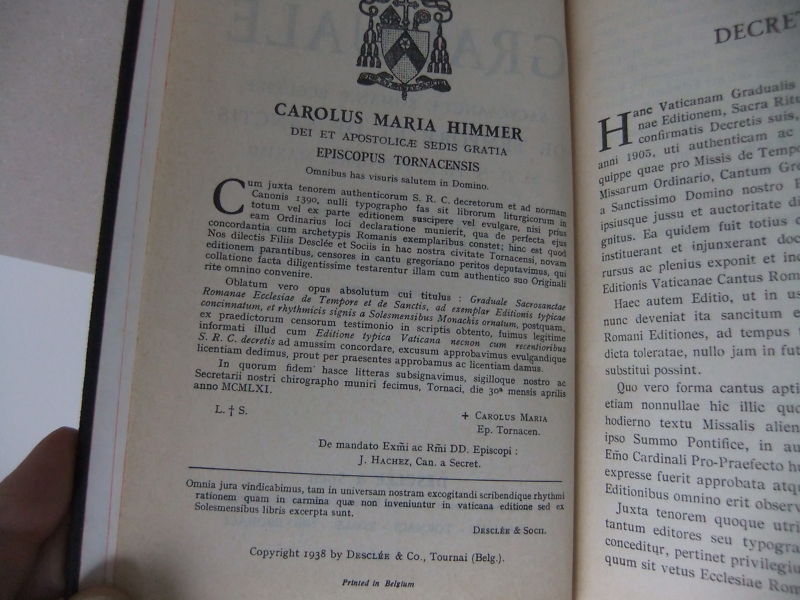 CAROLUS MARIA HIMMER
DEI ET APOSTOLICÆ SEDIS GRATIA
EPISCOPUS TORNACENSIS
Omnibus has visuris salutem in Domino.
Cum juxta tenorem authenticorum S. R. C. decretorum et ad normam
Canonis 1390, nulli typographo fas sit librorum liturgicorum in
totum vel ex parte editionem suscipere vel evulgare, nisi prius
eam Ordinarius loci declaratione munierit, qua de perfecta ejus
concordantia cum archetypis Romanis exemplaribus constet; hinc est quod
Nos dilectis Filiis Desclée et Sociis in hac nostra civitate Tornacensi, novam
editionem parantibus, censores in cantu gregoriano peritos deputavimus, qui
collatione facta diligentissime testarentur illam cum authentico suo Originali
rite omnino convenire.
Oblatum vero opus absolutum cui titulus : Graduale Sacrosanctae
Romanae Ecclesiae de Tempore et de Sanctis, ad exemplar Editionis typicae
concinnatum, et rhythmicis signis a Solesmensibus Monachis ornatum, postquam,
ex praedictorum censorum testimonio in scriptis obtento, fuimus legitime
informati illud cum Editione typica Vaticana necnon cum recentioribus
S. R. C. decretis ad amussim concordare, excusum approbavimus evulgandique
licentiam dedimus, prout per praesentes approbamus ac licentiam damus.
In quorum fidem hasce litteras subsignavimus, sigilloque nostro ac
Secretarii nostri chirographo muniri fecimus, Tornaci, die 30ª mensis aprilis
anno MCMLXI.
L. † S.
+ CAROLUS MARIA
Ep. Tornacen.
De mandato Exm̃i ac Rm̃i DD. Episcopi :
J. HACHEZ, Can. a Secret.
Omnia jura vindicabimus, tam in universam nostram excogitandi scribendique rhythmi
rationem quam in carmina quæ non inveniuntur in vaticana editione sed ex
Solesmensibus libris excerpta sunt.
DESCLÉE & SOCII.
Copyright 1938 by DESCLÉE & Co., Tournai (Belg.).
Printed in Belgium
DECRET
Hanc Vaticanam Gradualis
nae Editionem, Sacra Ritu
confirmatis Decretis suis,
anni 1905, uti authenticam ac
quippe quae pro Missis de Tempo
Missarum Ordinario, Cantum Gre
a Sanctissimo Domino nostro
ipsiusque jussu et auctoritate di
gnitus. Ea quidem fuit totius
instituerant et injunxerant doc
rursus ac plenius exponit et in
Editionis Vaticanae Cantus Rom
Haec autem Editio, ut in us
nunc deveniat ita sancitum e
Romani Editiones, ad tempus
dicta toleratae, nullo jam in fut
substitui possint.
Quo vero forma cantus apti
etiam nonnullae hic illic quo
hodierno textu Missalis alien
ipso Summo Pontifice, in au
Em̃o Cardinali Pro-Praefecto hu
expresse fuerit approbata atq
Editionibus omnino erit observ
Juxta tenorem quoque utri
tantum editores seu typogra
conceditur, pertinet privilegiu
quum sit vetus Ecclesiae Rom